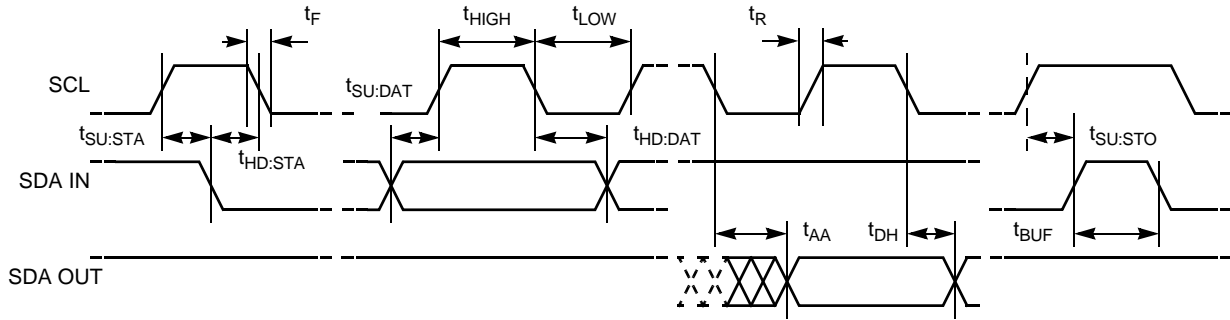 tF tHIGH tLOW tR
SCL
tSU:DAT
tSU:STA tHD:STA tHD:DAT tSU:STO
SDA IN
tAA tDH tBUF
SDA OUT